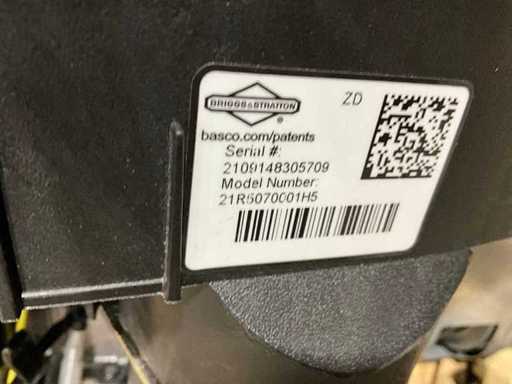 BRIGGS&STRATTON
®
ZD
basco.com/patents
Serial #:
2109148305709
Model Number:
21R5070001H5